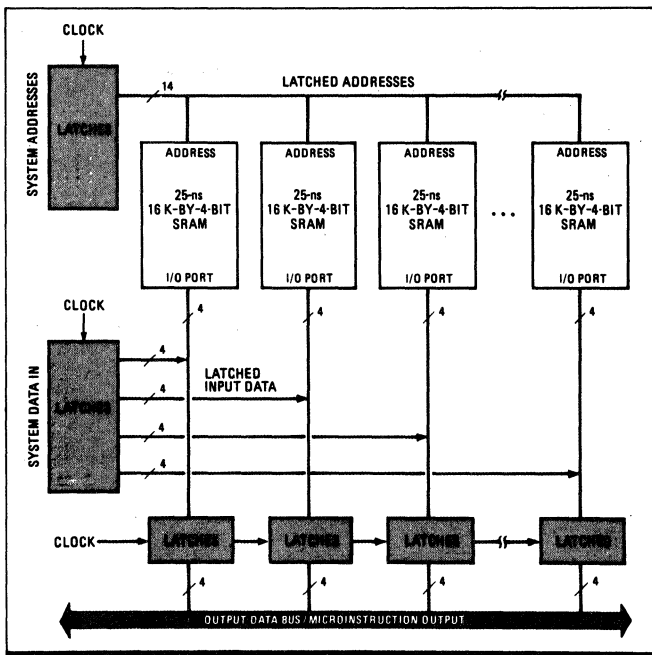 CLOCK
SYSTEM ADDRESSES
LATCHES
14
LATCHED ADDRESSES
ADDRESS
25-ns
16 K-BY-4-BIT
SRAM
I/O PORT
4
ADDRESS
25-ns
16 K-BY-4-BIT
SRAM
I/O PORT
4
ADDRESS
25-ns
16 K-BY-4-BIT
SRAM
I/O PORT
4
...
ADDRESS
25-ns
16 K-BY-4-BIT
SRAM
I/O PORT
4
CLOCK
SYSTEM DATA IN
LATCHES
4
4
4
4
LATCHED
INPUT DATA
CLOCK
LATCHES
LATCHES
LATCHES
LATCHES
4
4
4
4
OUTPUT DATA BUS/MICROINSTRUCTION OUTPUT